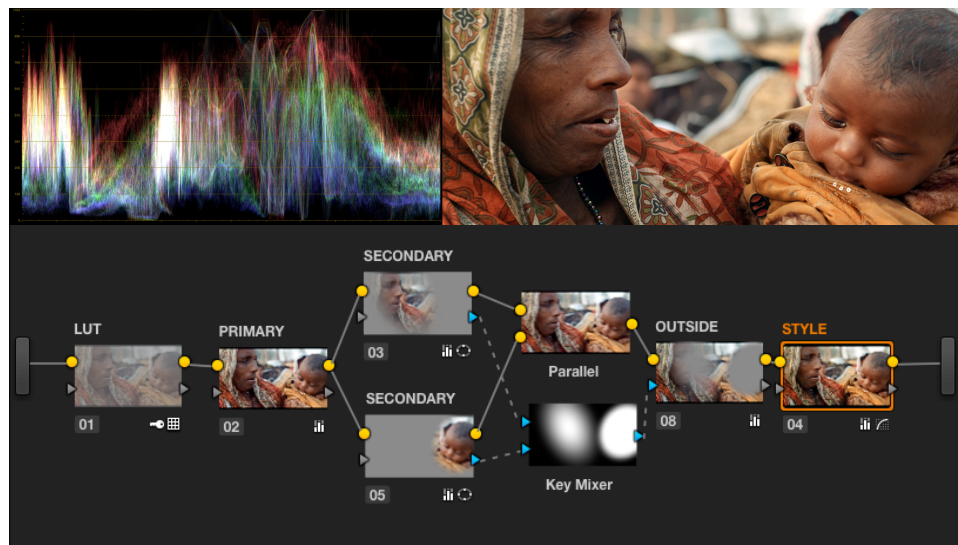 SECONDARY
LUT
PRIMARY
03
OUTSIDE
STYLE
Parallel
SECONDARY
01
02
08
04
05
Key Mixer